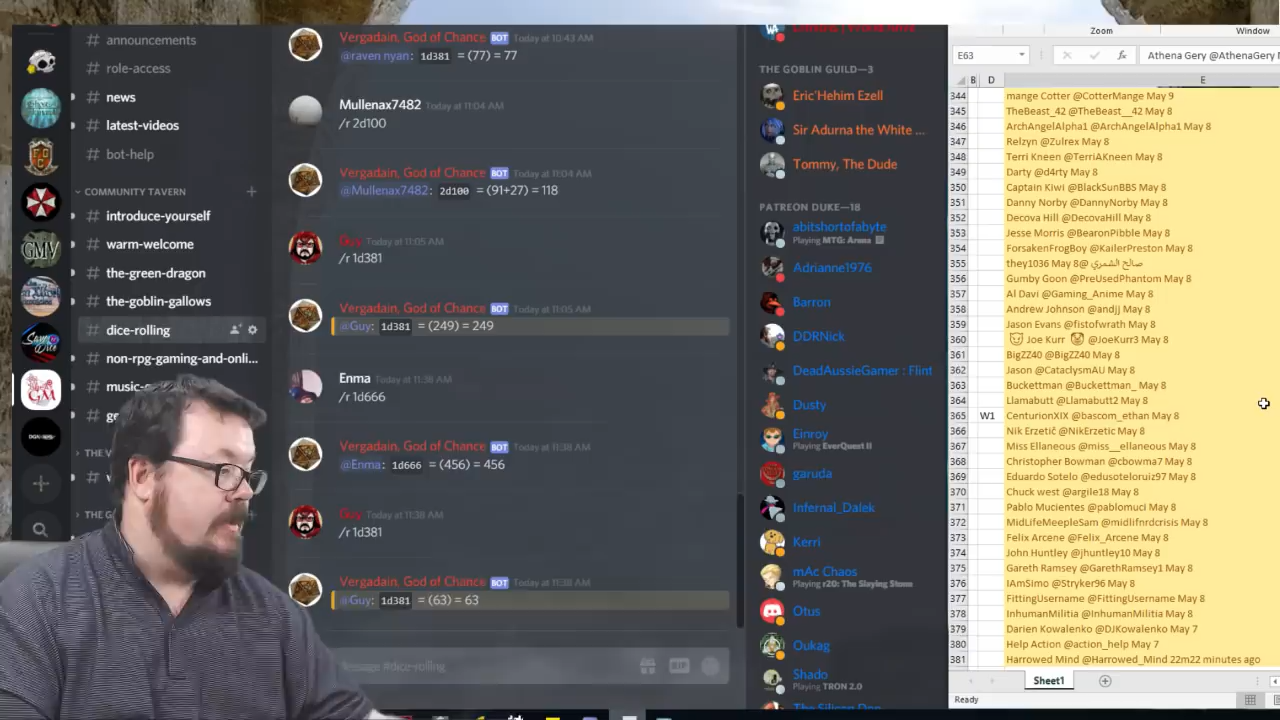 # announcements
# role-access
# news
# latest-videos
# bot-help
COMMUNITY TAVERN
# introduce-yourself
# warm-welcome
# the-green-dragon
# the-goblin-gallows
# dice-rolling
# non-rpg-gaming-and-onli...
Vergadain, God of Chance BOT Today at 10:43 AM
@raven nyan: 1d381 = (77) = 77
Mullenax7482 Today at 11:04 AM
/r 2d100
Vergadain, God of Chance BOT Today at 11:04 AM
@Mullenax7482: 2d100 = (91+27) = 118
Guy Today at 11:05 AM
/r 1d381
Vergadain, God of Chance BOT Today at 11:05 AM
@Guy: 1d381 = (249) = 249
Enma Today at 11:38 AM
/r 1d666
Vergadain, God of Chance BOT Today at 11:38 AM
@Enma: 1d666 = (456) = 456
Guy Today at 11:38 AM
/r 1d381
Vergadain, God of Chance BOT Today at 11:38 AM
@Guy: 1d381 = (63) = 63
#dice-rolling
GIF
THE GOBLIN GUILD—3
Eric'Hehim Ezell
Sir Adurna the White ...
Tommy, The Dude
PATREON DUKE—18
abitshortofabyte
Playing MTG: Arena
Adrianne1976
Barron
DDRNick
DeadAussieGamer : Flint
Dusty
Einroy
Playing EverQuest II
garuda
Infernal_Dalek
Kerri
mAc Chaos
Playing r20: The Slaying Stone
Otus
Oukag
Shado
Playing TRON 2.0
Zoom
Window
E63
fx
Athena Gery @AthenaGery
B D E
344 mange Cotter @CotterMange May 9
345 TheBeast_42 @TheBeast__42 May 8
346 ArchAngelAlpha1 @ArchAngelAlpha1 May 8
347 Relzyn @Zulrex May 8
348 Terri Kneen @TerriAKneen May 8
349 Darty @d4rty May 8
350 Captain Kiwi @BlackSunBBS May 8
351 Danny Norby @DannyNorby May 8
352 Decova Hill @DecovaHill May 8
353 Jesse Morris @BearonPibble May 8
354 ForsakenFrogBoy @KailerPreston May 8
355 they1036 May 8@ صالح الشمري
356 Gumby Goon @PreUsedPhantom May 8
357 Al Davi @Gaming_Anime May 8
358 Andrew Johnson @andjj May 8
359 Jason Evans @fistofwrath May 8
360 Joe Kurr @JoeKurr3 May 8
361 BigZZ40 @BigZZ40 May 8
362 Jason @CataclysmAU May 8
363 Buckettman @Buckettman_ May 8
364 Llamabutt @Llamabutt2 May 8
365 W1 CenturionXIX @bascom_ethan May 8
366 Nik Erzetič @NikErzetic May 8
367 Miss Ellaneous @miss__ellaneous May 8
368 Christopher Bowman @cbowma7 May 8
369 Eduardo Sotelo @edusoteloruiz97 May 8
370 Chuck west @argile18 May 8
371 Pablo Mucientes @pablomuci May 8
372 MidLifeMeepleSam @midlifnrdcrisis May 8
373 Felix Arcene @Felix_Arcene May 8
374 John Huntley @jhuntley10 May 8
375 Gareth Ramsey @GarethRamsey1 May 8
376 IAmSimo @Stryker96 May 8
377 FittingUsername @FittingUsername May 8
378 InhumanMilitia @InhumanMilitia May 8
379 Darien Kowalenko @DJKowalenko May 7
380 Help Action @action_help May 7
381 Harrowed Mind @Harrowed_Mind 22m22 minutes ago
Sheet1
Ready